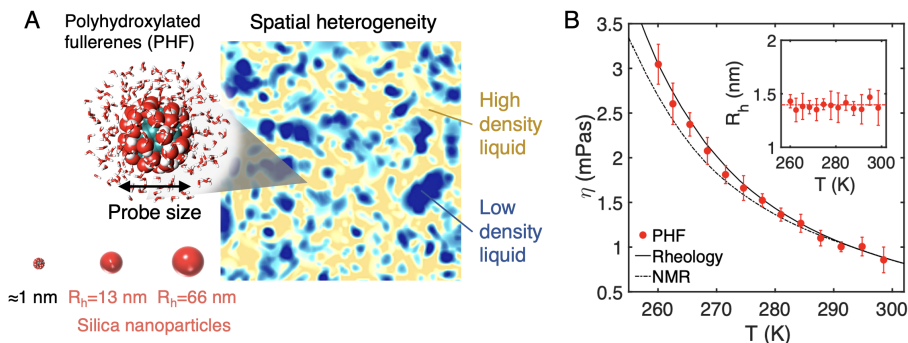 A
Polyhydroxylated
fullerenes (PHF)
Spatial heterogeneity
High
density
liquid
Low
density
liquid
Probe size
≈1 nm
R_h=13 nm
R_h=66 nm
Silica nanoparticles
B
3.5
3
2.5
2
1.5
1
0.5
η (mPas)
260
270
280
290
300
T (K)
PHF
Rheology
NMR
2
1.4
1
R_h (nm)
260
280
300
T (K)